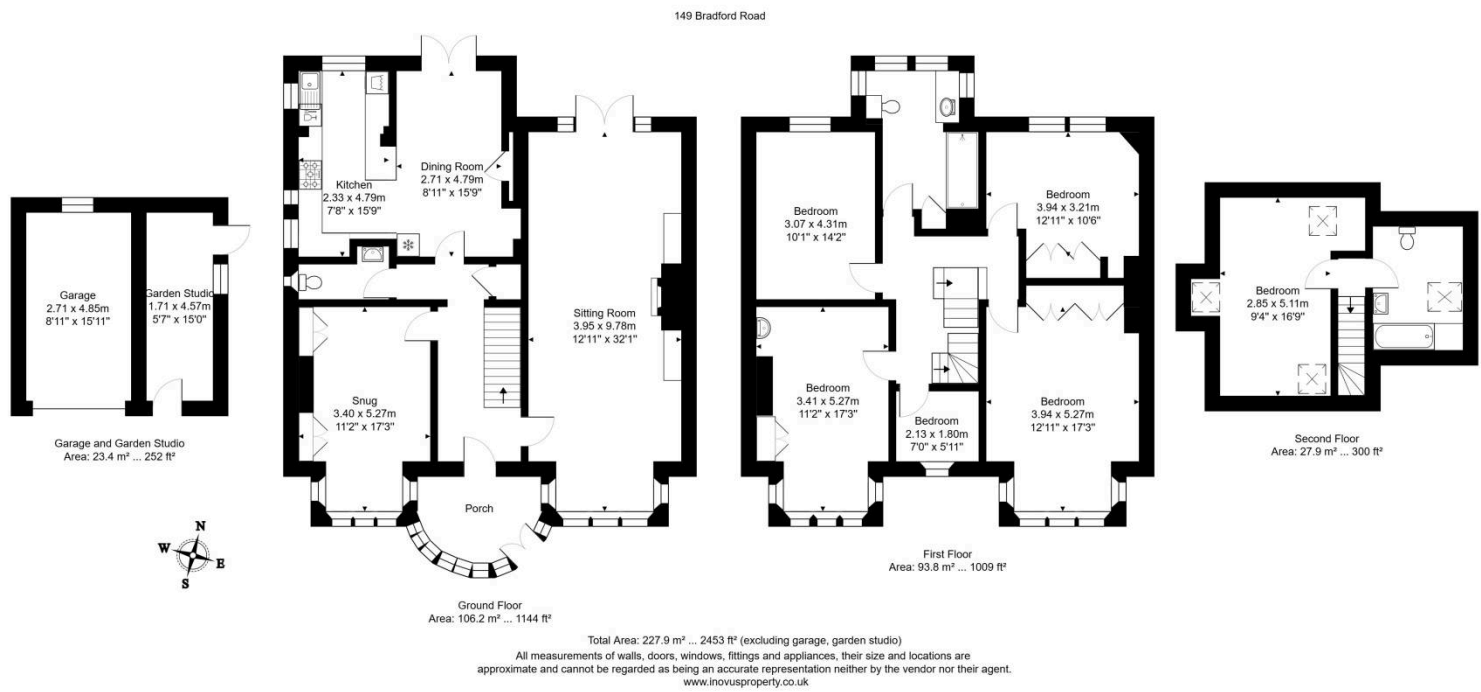 149 Bradford Road
Garage
2.71 x 4.85m
8'11" x 15'11"
Garden Studio
1.71 x 4.57m
5'7" x 15'0"
Garage and Garden Studio
Area: 23.4 m² ... 252 ft²
N
W
E
S
Kitchen
2.33 x 4.79m
7'8" x 15'9"
Dining Room
2.71 x 4.79m
8'11" x 15'9"
Sitting Room
3.95 x 9.78m
12'11" x 32'1"
Snug
3.40 x 5.27m
11'2" x 17'3"
Porch
Ground Floor
Area: 106.2 m² ... 1144 ft²
Bedroom
3.07 x 4.31m
10'1" x 14'2"
Bedroom
3.94 x 3.21m
12'11" x 10'6"
Bedroom
3.41 x 5.27m
11'2" x 17'3"
Bedroom
2.13 x 1.80m
7'0" x 5'11"
Bedroom
3.94 x 5.27m
12'11" x 17'3"
First Floor
Area: 93.8 m² ... 1009 ft²
Bedroom
2.85 x 5.11m
9'4" x 16'9"
Second Floor
Area: 27.9 m² ... 300 ft²
Total Area: 227.9 m² ... 2453 ft² (excluding garage, garden studio)
All measurements of walls, doors, windows, fittings and appliances, their size and locations are
approximate and cannot be regarded as being an accurate representation neither by the vendor nor their agent.
www.inovusproperty.co.uk